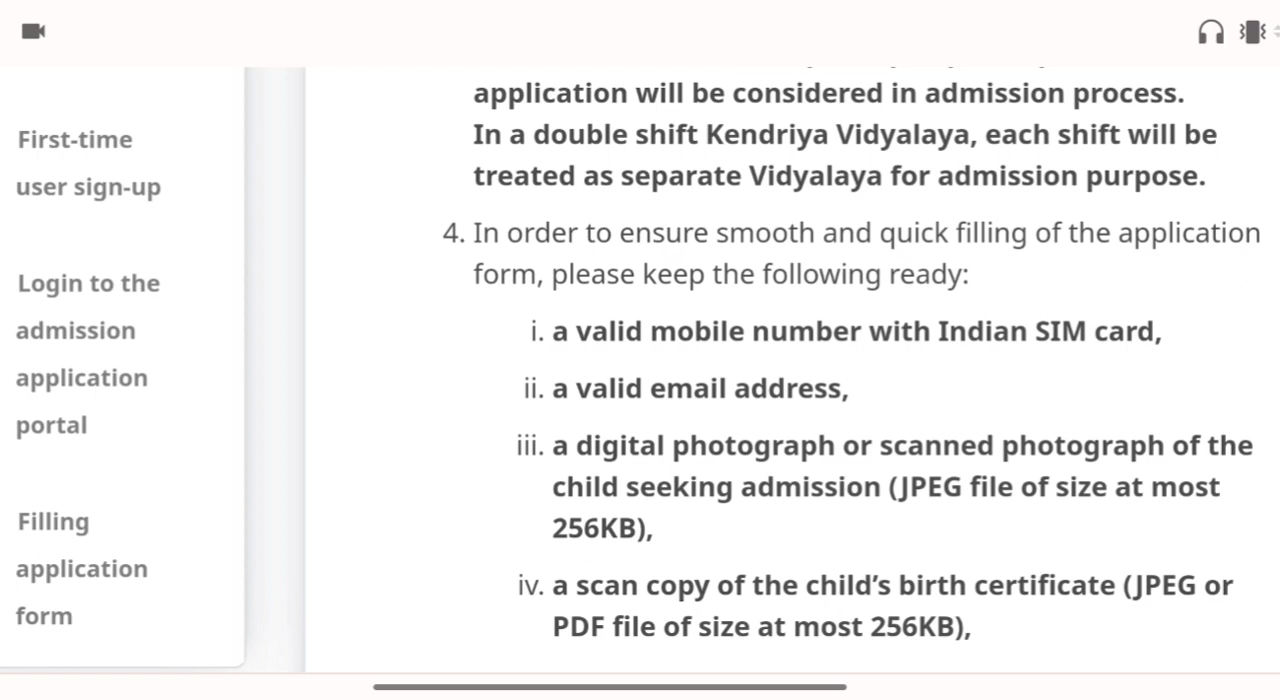 First-time
user sign-up
Login to the
admission
application
portal
Filling
application
form
application will be considered in admission process.
In a double shift Kendriya Vidyalaya, each shift will be
treated as separate Vidyalaya for admission purpose.
4. In order to ensure smooth and quick filling of the application
form, please keep the following ready:
i. a valid mobile number with Indian SIM card,
ii. a valid email address,
iii. a digital photograph or scanned photograph of the
child seeking admission (JPEG file of size at most
256KB),
iv. a scan copy of the child’s birth certificate (JPEG or
PDF file of size at most 256KB),